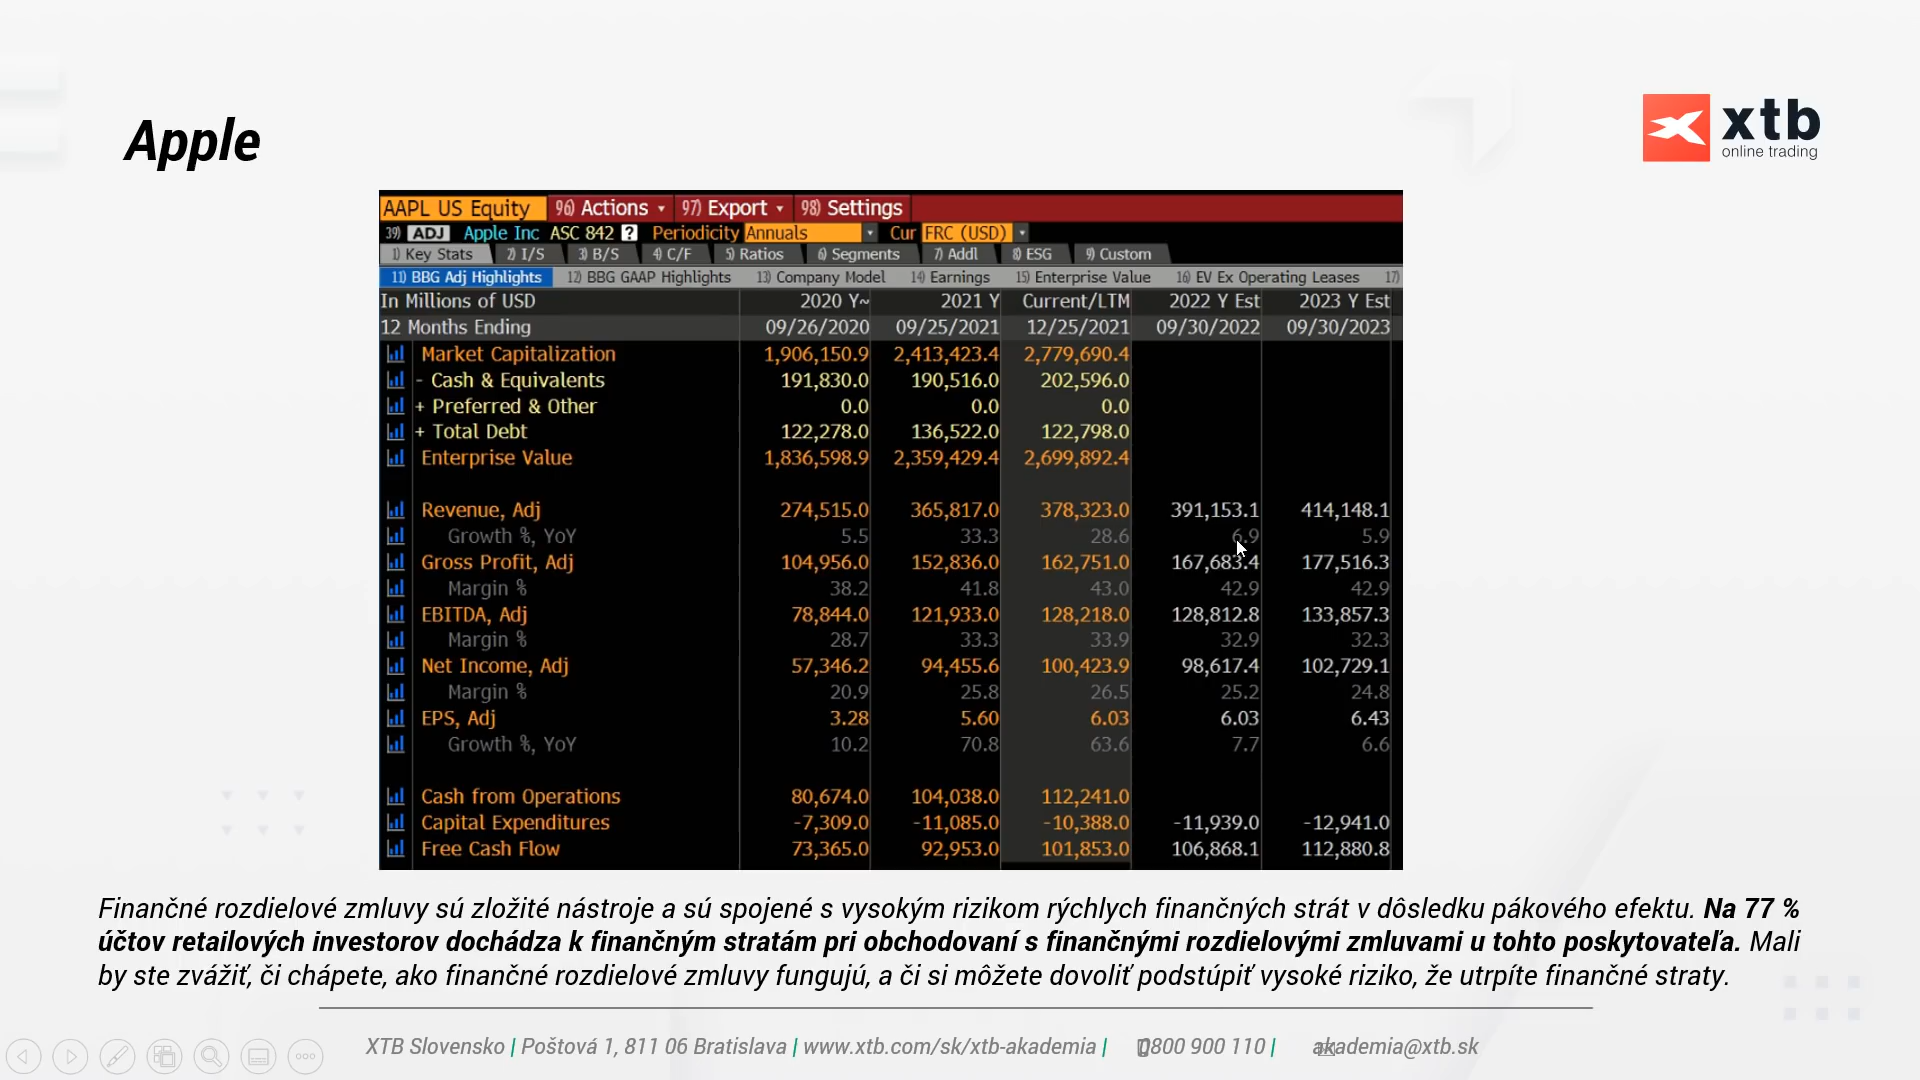 Apple
xtb
online trading
AAPL US Equity 96) Actions 97) Export 98) Settings
39) ADJ Apple Inc ASC 842 ? Periodicity Annuals Cur FRC (USD)
1) Key Stats 2) I/S 3) B/S 4) C/F 5) Ratios 6) Segments 7) Addl 8) ESG 9) Custom
11) BBG Adj Highlights 12) BBG GAAP Highlights 13) Company Model 14) Earnings 15) Enterprise Value 16) EV Ex Operating Leases 17)
In Millions of USD 2020 Y~ 2021 Y Current/LTM 2022 Y Est 2023 Y Est
12 Months Ending 09/26/2020 09/25/2021 12/25/2021 09/30/2022 09/30/2023
Market Capitalization 1,906,150.9 2,413,423.4 2,779,690.4
- Cash & Equivalents 191,830.0 190,516.0 202,596.0
+ Preferred & Other 0.0 0.0 0.0
+ Total Debt 122,278.0 136,522.0 122,798.0
Enterprise Value 1,836,598.9 2,359,429.4 2,699,892.4
Revenue, Adj 274,515.0 365,817.0 378,323.0 391,153.1 414,148.1
Growth %, YoY 5.5 33.3 28.6 6.9 5.9
Gross Profit, Adj 104,956.0 152,836.0 162,751.0 167,683.4 177,516.3
Margin % 38.2 41.8 43.0 42.9 42.9
EBITDA, Adj 78,844.0 121,933.0 128,218.0 128,812.8 133,857.3
Margin % 28.7 33.3 33.9 32.9 32.3
Net Income, Adj 57,346.2 94,455.6 100,423.9 98,617.4 102,729.1
Margin % 20.9 25.8 26.5 25.2 24.8
EPS, Adj 3.28 5.60 6.03 6.03 6.43
Growth %, YoY 10.2 70.8 63.6 7.7 6.6
Cash from Operations 80,674.0 104,038.0 112,241.0
Capital Expenditures -7,309.0 -11,085.0 -10,388.0 -11,939.0 -12,941.0
Free Cash Flow 73,365.0 92,953.0 101,853.0 106,868.1 112,880.8
Finančné rozdielové zmluvy sú zložité nástroje a sú spojené s vysokým rizikom rýchlych finančných strát v dôsledku pákového efektu. Na 77 %
účtov retailových investorov dochádza k finančným stratám pri obchodovaní s finančnými rozdielovými zmluvami u tohto poskytovateľa. Mali
by ste zvážiť, či chápete, ako finančné rozdielové zmluvy fungujú, a či si môžete dovoliť podstúpiť vysoké riziko, že utrpíte finančné straty.
XTB Slovensko | Poštová 1, 811 06 Bratislava | www.xtb.com/sk/xtb-akademia | 0800 900 110 | akademia@xtb.sk